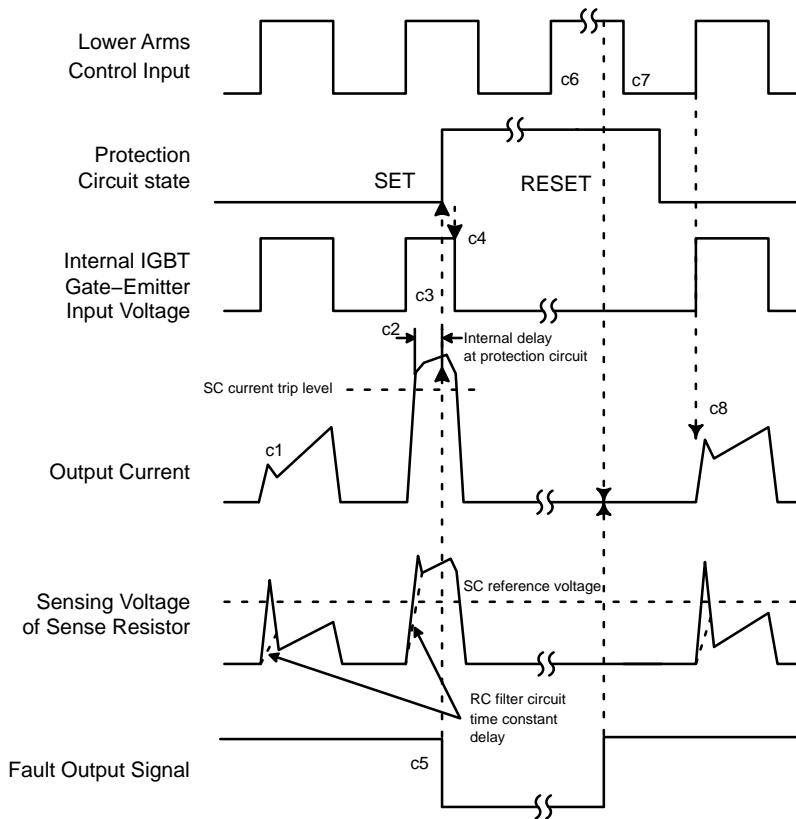 Lower Arms
Control Input
c6
c7
Protection
Circuit state
SET
RESET
Internal IGBT
Gate−Emitter
Input Voltage
c4
c3
c2
Internal delay
at protection circuit
SC current trip level
c1
c8
Output Current
SC reference voltage
Sensing Voltage
of Sense Resistor
RC filter circuit
time constant
delay
Fault Output Signal
c5